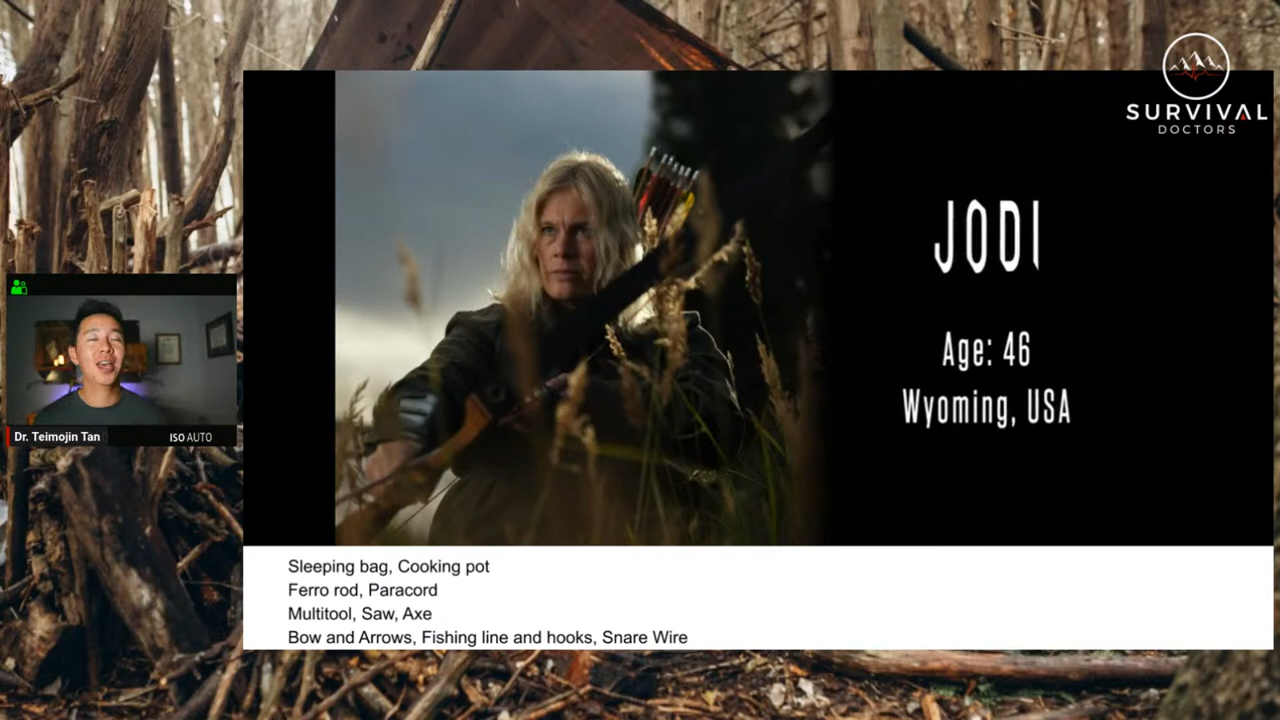 SURVIVAL
DOCTORS
JODI
Age: 46
Wyoming, USA
Dr. Teimojin Tan
ISO AUTO
Sleeping bag, Cooking pot
Ferro rod, Paracord
Multitool, Saw, Axe
Bow and Arrows, Fishing line and hooks, Snare Wire